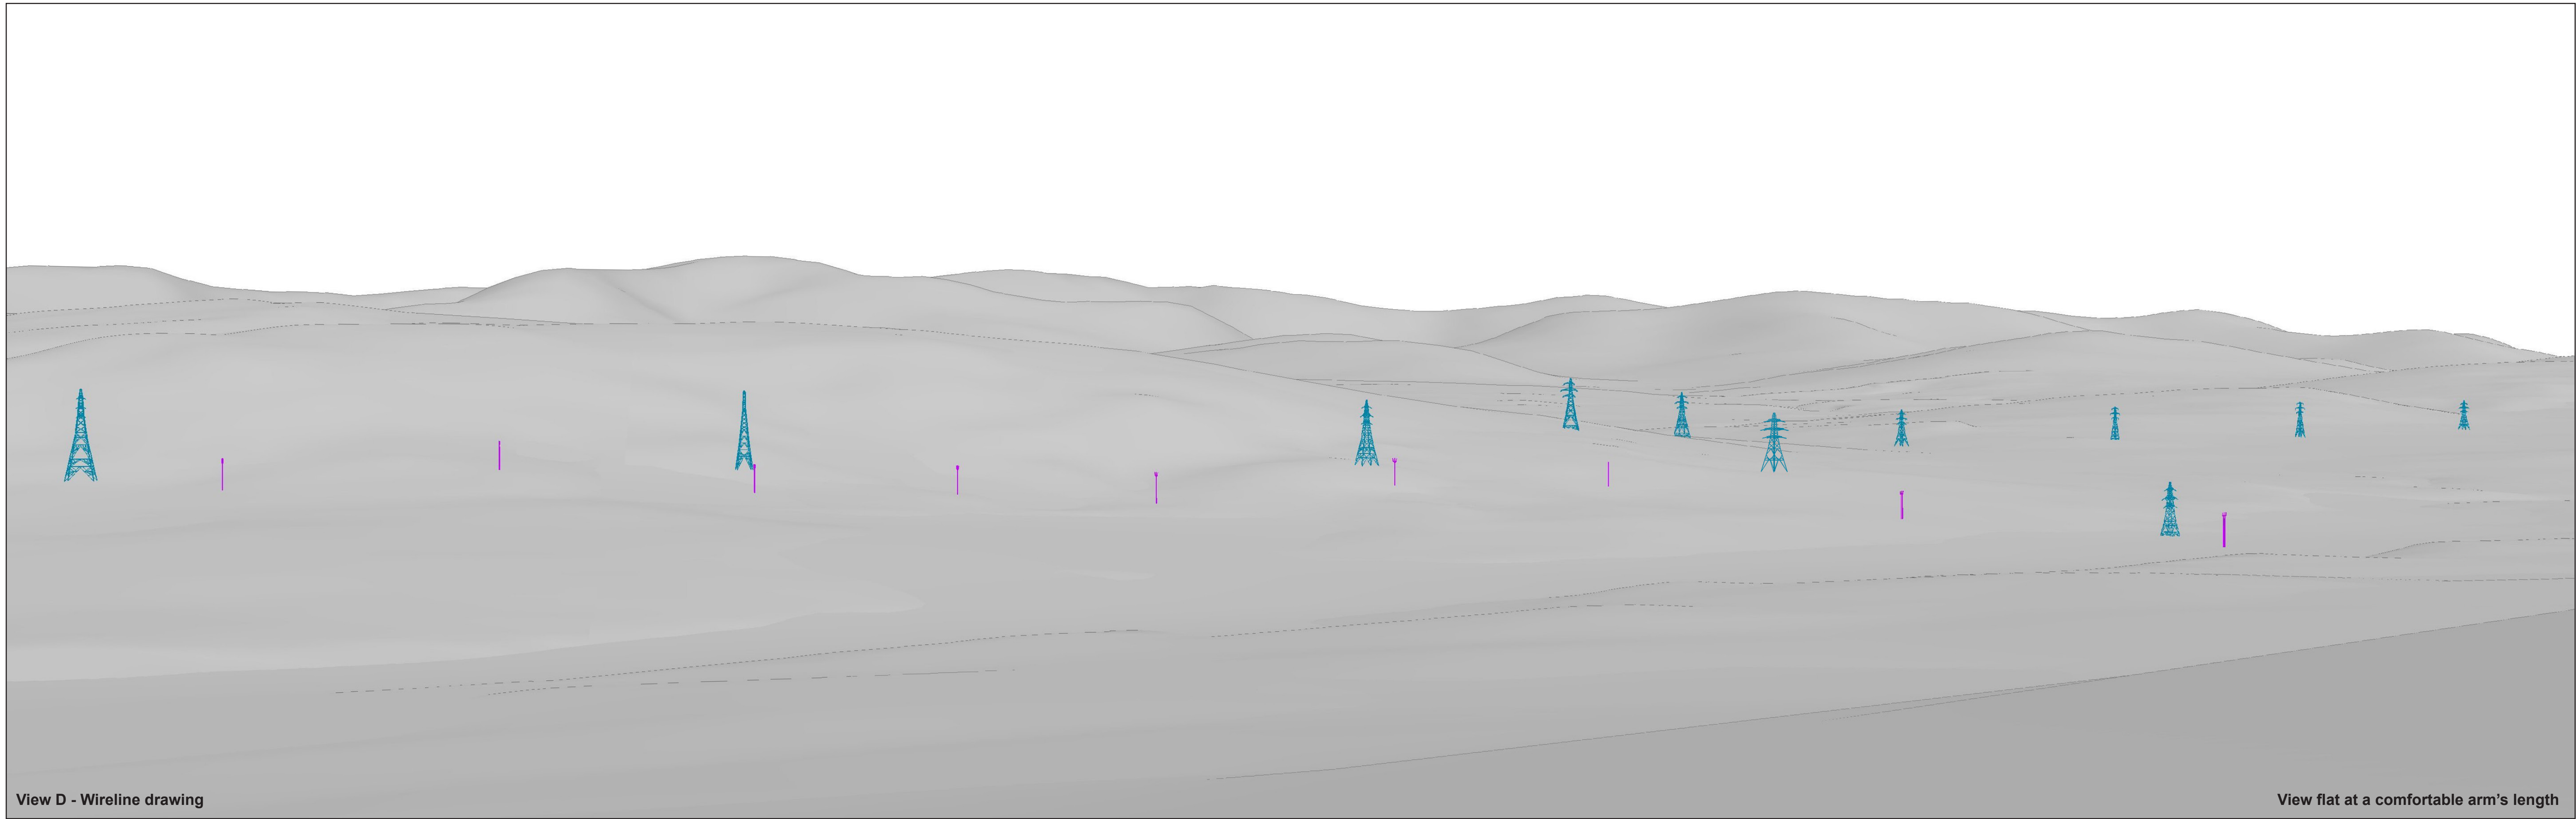 View D - Wireline drawing
View flat at a comfortable arm’s length